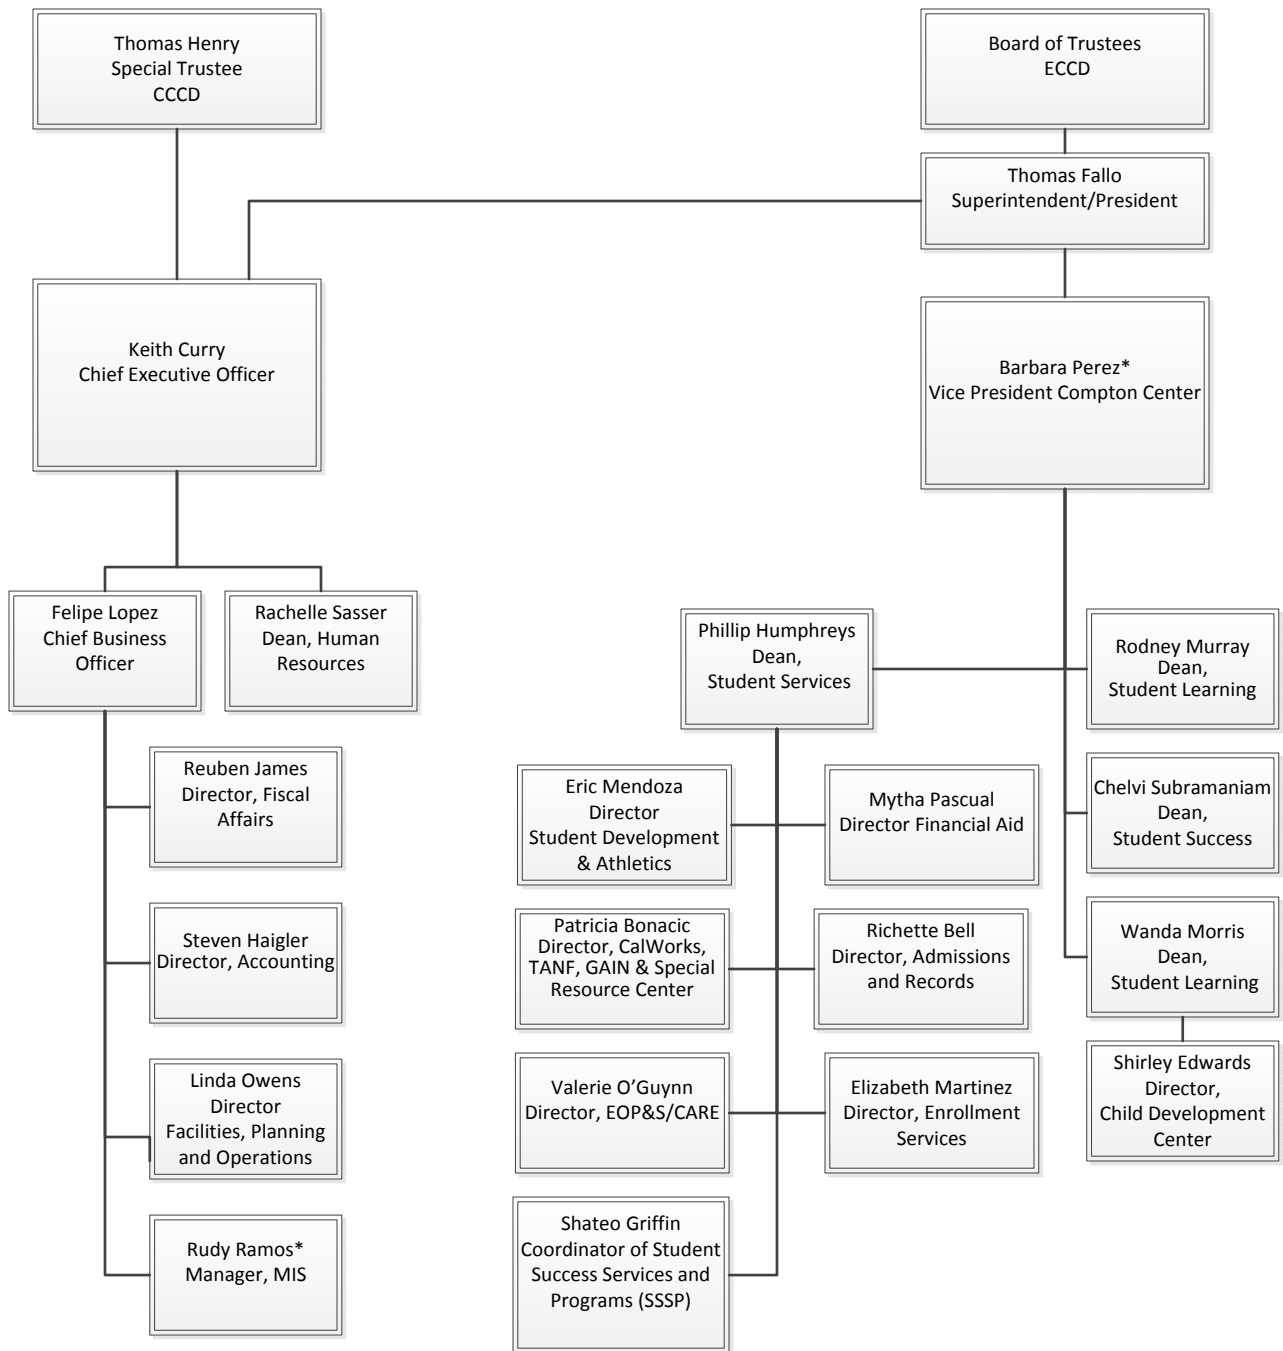 Thomas Henry
Special Trustee
CCCD
Board of Trustees
ECCD
Thomas Fallo
Superintendent/President
Keith Curry
Chief Executive Officer
Barbara Perez*
Vice President Compton Center
Felipe Lopez
Chief Business
Officer
Rachelle Sasser
Dean, Human
Resources
Phillip Humphreys
Dean,
Student Services
Rodney Murray
Dean,
Student Learning
Reuben James
Director, Fiscal
Affairs
Eric Mendoza
Director
Student Development
& Athletics
Mytha Pascual
Director Financial Aid
Chelvi Subramaniam
Dean,
Student Success
Steven Haigler
Director, Accounting
Patricia Bonacic
Director, CalWorks,
TANF, GAIN & Special
Resource Center
Richette Bell
Director, Admissions
and Records
Wanda Morris
Dean,
Student Learning
Linda Owens
Director
Facilities, Planning
and Operations
Valerie O’Guynn
Director, EOP&S/CARE
Elizabeth Martinez
Director, Enrollment
Services
Shirley Edwards
Director,
Child Development
Center
Rudy Ramos*
Manager, MIS
Shateo Griffin
Coordinator of Student
Success Services and
Programs (SSSP)